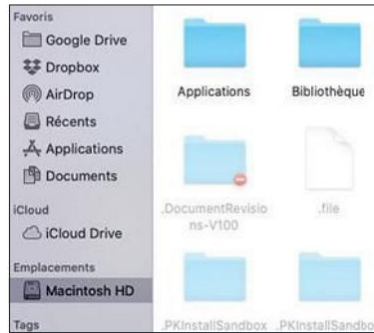 Favoris
Google Drive
Dropbox
AirDrop
Récents
Applications
Documents
iCloud
iCloud Drive
Emplacements
Macintosh HD
Tags
Applications
Bibliothèque
.DocumentRevisio
ns-V100
.file
.PKInstallSandbox
.PKInstallSandbo